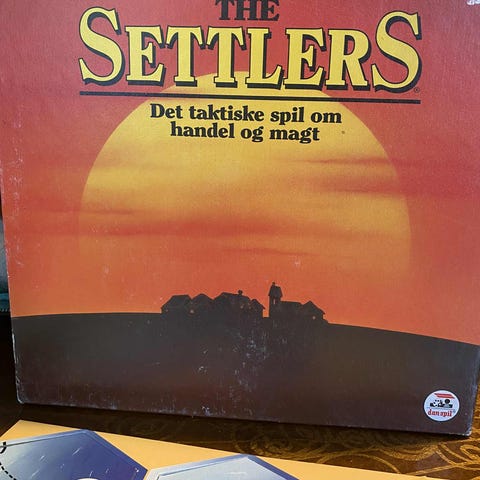 THE
SETTLERS®
Det taktiske spil om
handel og magt
dan spil